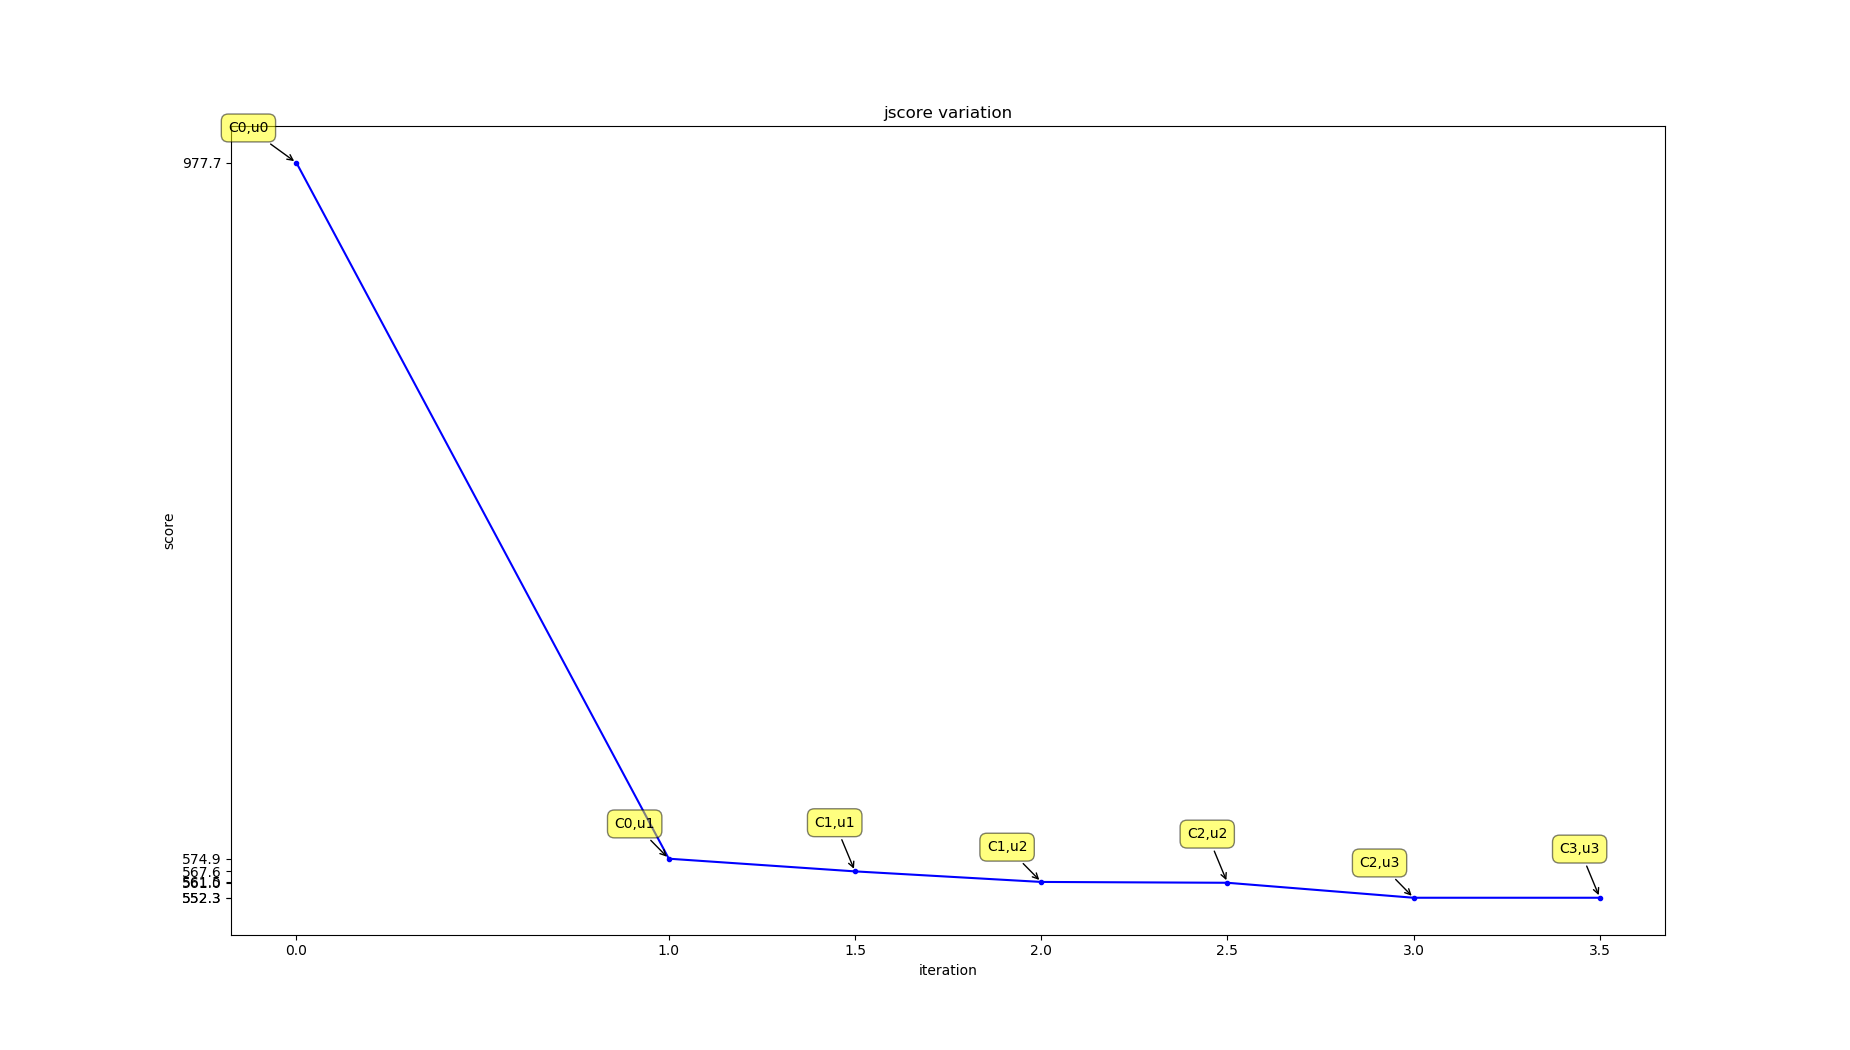 jscore variation
C0,u0
977.7
score
C0,u1
C1,u1
C1,u2
C2,u2
C2,u3
C3,u3
574.9
567.6
561.0
552.3
0.0
1.0
1.5
2.0
2.5
3.0
3.5
iteration